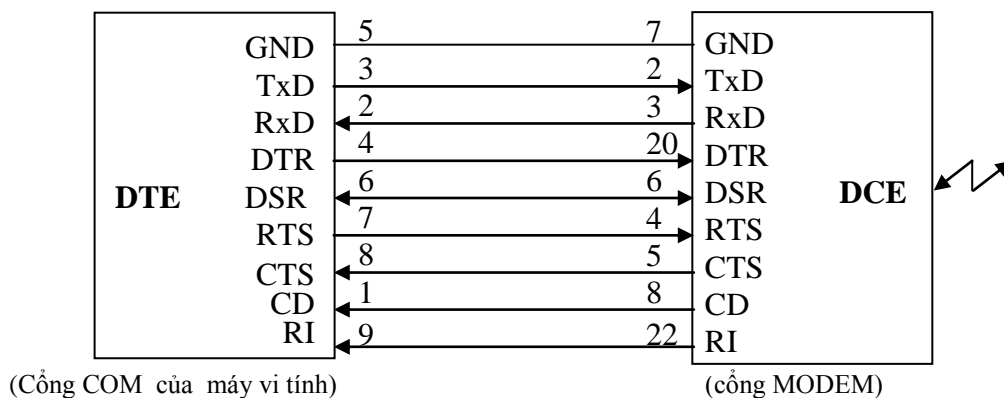 5 7
GND GND
3 2
TxD TxD
2 3
RxD RxD
4 20
DTR DTR
6 6
DTE DSR DSR DCE
7 4
RTS RTS
8 5
CTS CTS
1 8
CD CD
9 22
RI RI
(Cổng COM của máy vi tính) (cổng MODEM)